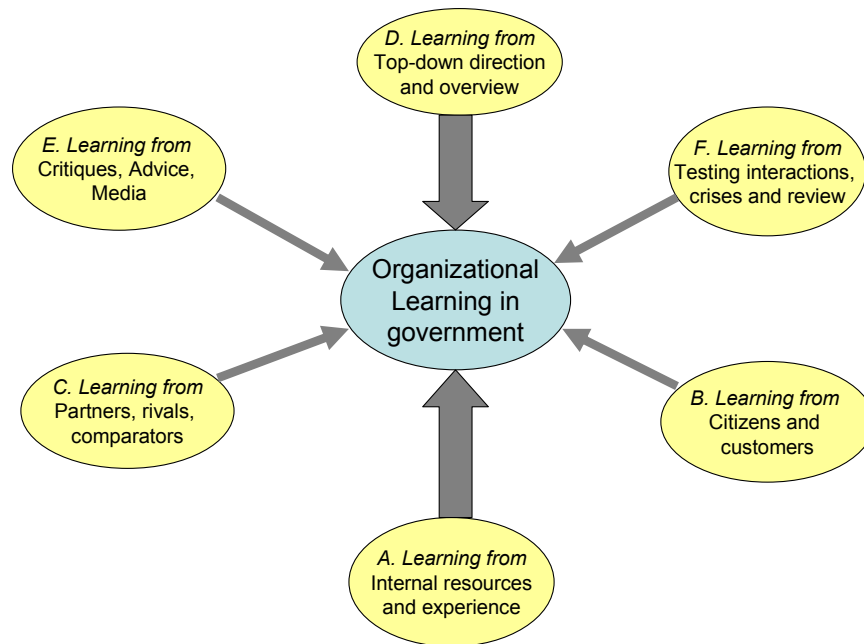 D. Learning from
Top-down direction
and overview
E. Learning from
Critiques, Advice,
Media
F. Learning from
Testing interactions,
crises and review
Organizational
Learning in
government
C. Learning from
Partners, rivals,
comparators
B. Learning from
Citizens and
customers
A. Learning from
Internal resources
and experience